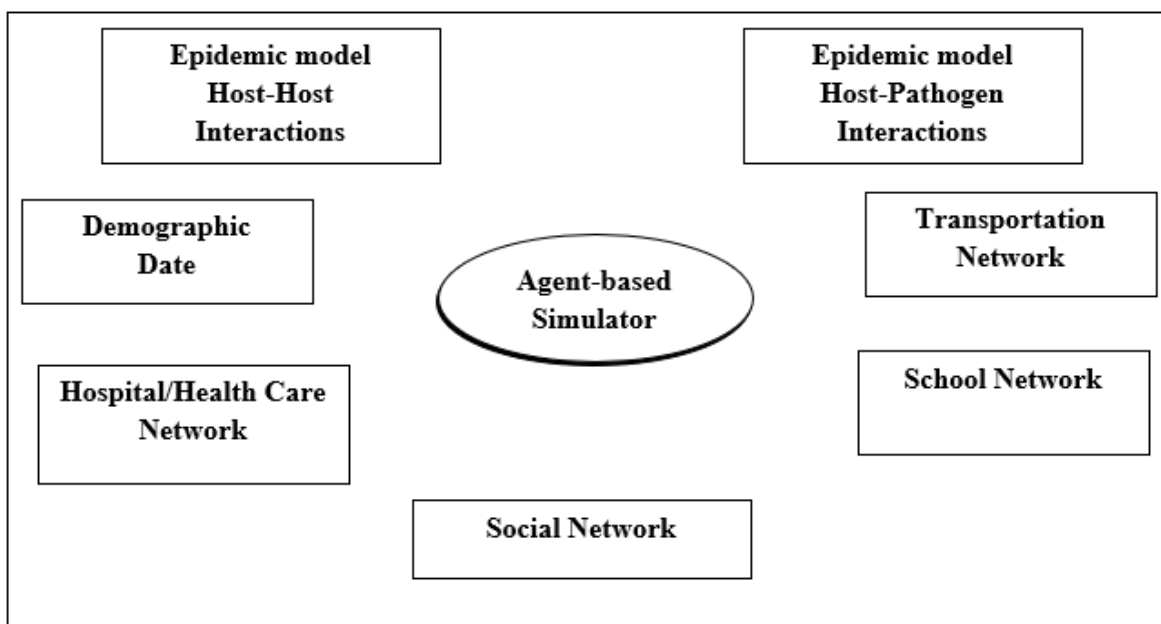 Epidemic model
Host-Host
Interactions
Epidemic model
Host-Pathogen
Interactions
Demographic
Date
Transportation
Network
Agent-based
Simulator
Hospital/Health Care
Network
School Network
Social Network